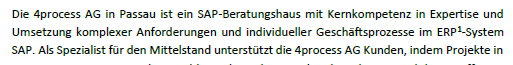 Die 4process AG in Passau ist ein SAP-Beratungshaus mit Kernkompetenz in Expertise und
Umsetzung komplexer Anforderungen und individueller Geschäftsprozesse im ERP¹-System
SAP. Als Spezialist für den Mittelstand unterstützt die 4process AG Kunden, indem Projekte in